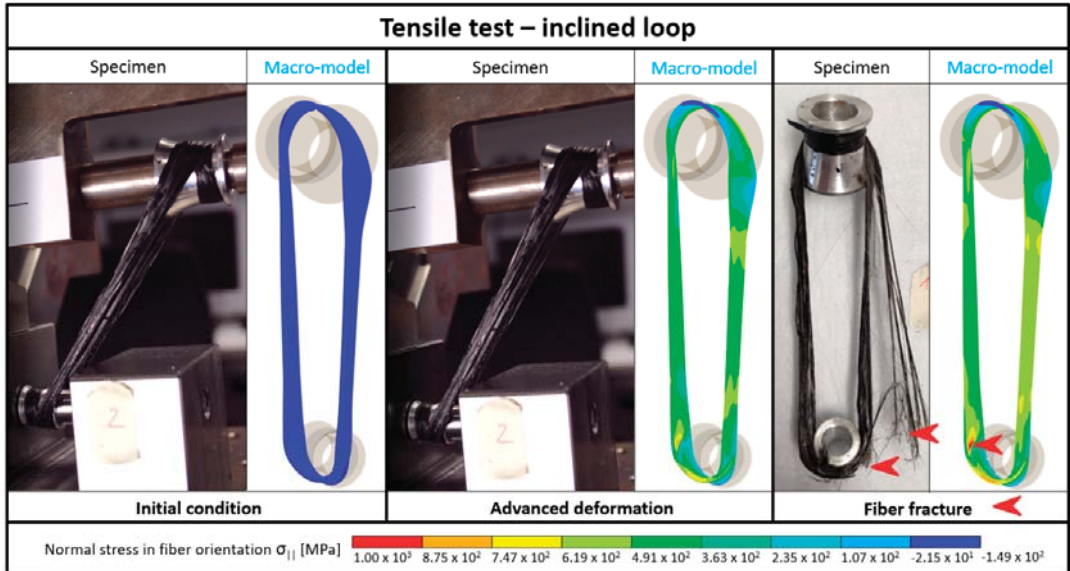 Tensile test – inclined loop
Specimen Macro-model Specimen Macro-model Specimen Macro-model
2 2
Initial condition Advanced deformation Fiber fracture
Normal stress in fiber orientation σ|| [MPa]
1.00 x 10³ 8.75 x 10² 7.47 x 10² 6.19 x 10² 4.91 x 10² 3.63 x 10² 2.35 x 10² 1.07 x 10² -2.15 x 10¹ -1.49 x 10²